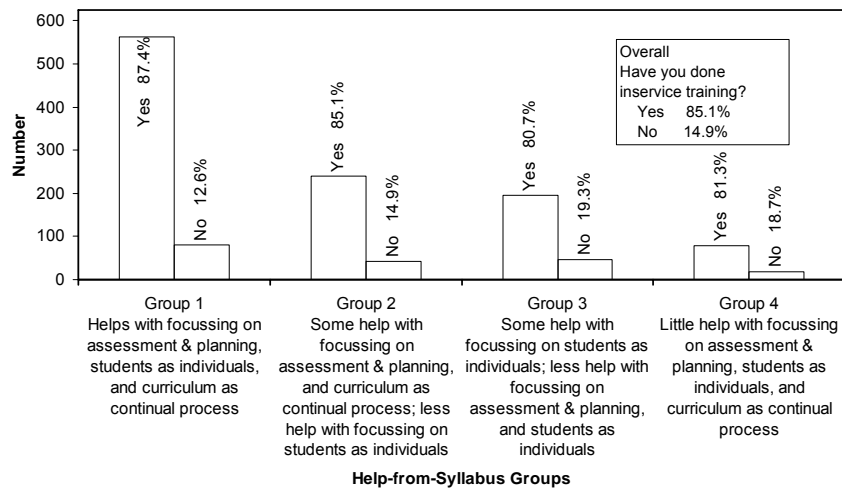 600
500
400
300
200
100
0
Number
Yes 87.4%
No 12.6%
Yes 85.1%
No 14.9%
Yes 80.7%
No 19.3%
Yes 81.3%
No 18.7%
Overall
Have you done
inservice training?
Yes 85.1%
No 14.9%
Group 1
Helps with focussing on
assessment & planning,
students as individuals,
and curriculum as
continual process
Group 2
Some help with
focussing on
assessment & planning,
and curriculum as
continual process; less
help with focussing on
students as individuals
Group 3
Some help with
focussing on students as
individuals; less help with
focussing on
assessment & planning,
and students as
individuals
Group 4
Little help with focussing
on assessment &
planning, students as
individuals, and
curriculum as continual
process
Help-from-Syllabus Groups